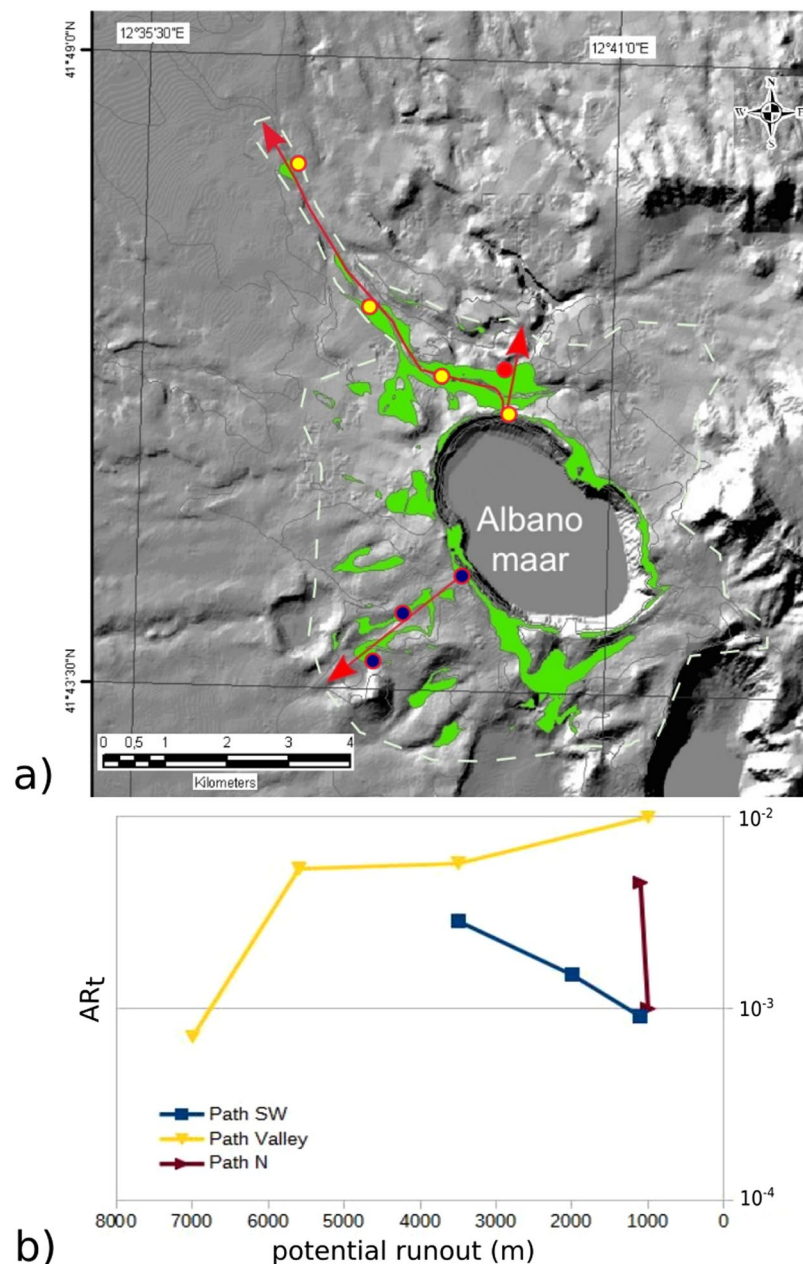 12°35'30"E
12°41'0"E
41°49'0"N
N
W
E
S
Albano
maar
41°43'30"N
0 0,5 1 2 3 4
Kilometers
a)
10-2
10-3
10-4
ARt
Path SW
Path Valley
Path N
8000 7000 6000 5000 4000 3000 2000 1000 0
potential runout (m)
b)